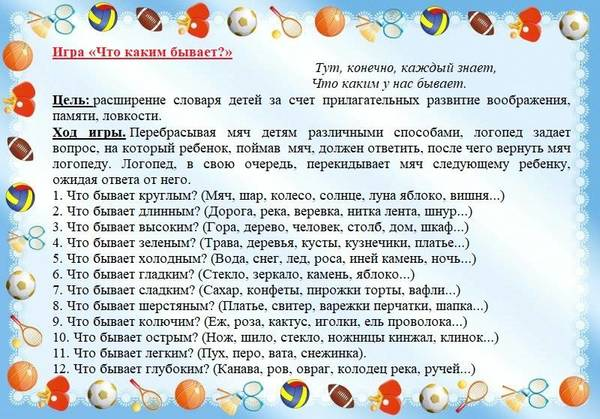 Игра «Что каким бывает?»
Тут, конечно, каждый знает,
Что каким у нас бывает.
Цель: расширение словаря детей за счет прилагательных развитие воображения,
памяти, ловкости.
Ход игры. Перебрасывая мяч детям различными способами, логопед задает
вопрос, на который ребенок, поймав мяч, должен ответить, после чего вернуть мяч
логопеду. Логопед, в свою очередь, перекидывает мяч следующему ребенку,
ожидая ответа от него.
1. Что бывает круглым? (Мяч, шар, колесо, солнце, луна яблоко, вишня...)
2. Что бывает длинным? (Дорога, река, веревка, нитка лента, шнур...)
3. Что бывает высоким? (Гора, дерево, человек, столб, дом, шкаф...)
4. Что бывает зеленым? (Трава, деревья, кусты, кузнечики, платье...)
5. Что бывает холодным? (Вода, снег, лед, роса, иней камень, ночь...)
6. Что бывает гладким? (Стекло, зеркало, камень, яблоко...)
7. Что бывает сладким? (Сахар, конфеты, пирожки торты, вафли...)
8. Что бывает шерстяным? (Платье, свитер, варежки перчатки, шапка...)
9. Что бывает колючим? (Еж, роза, кактус, иголки, ель проволока...)
10. Что бывает острым? (Нож, шило, стекло, ножницы кинжал, клинок...)
11. Что бывает легким? (Пух, перо, вата, снежинка).
12. Что бывает глубоким? (Канава, ров, овраг, колодец река, ручей...)